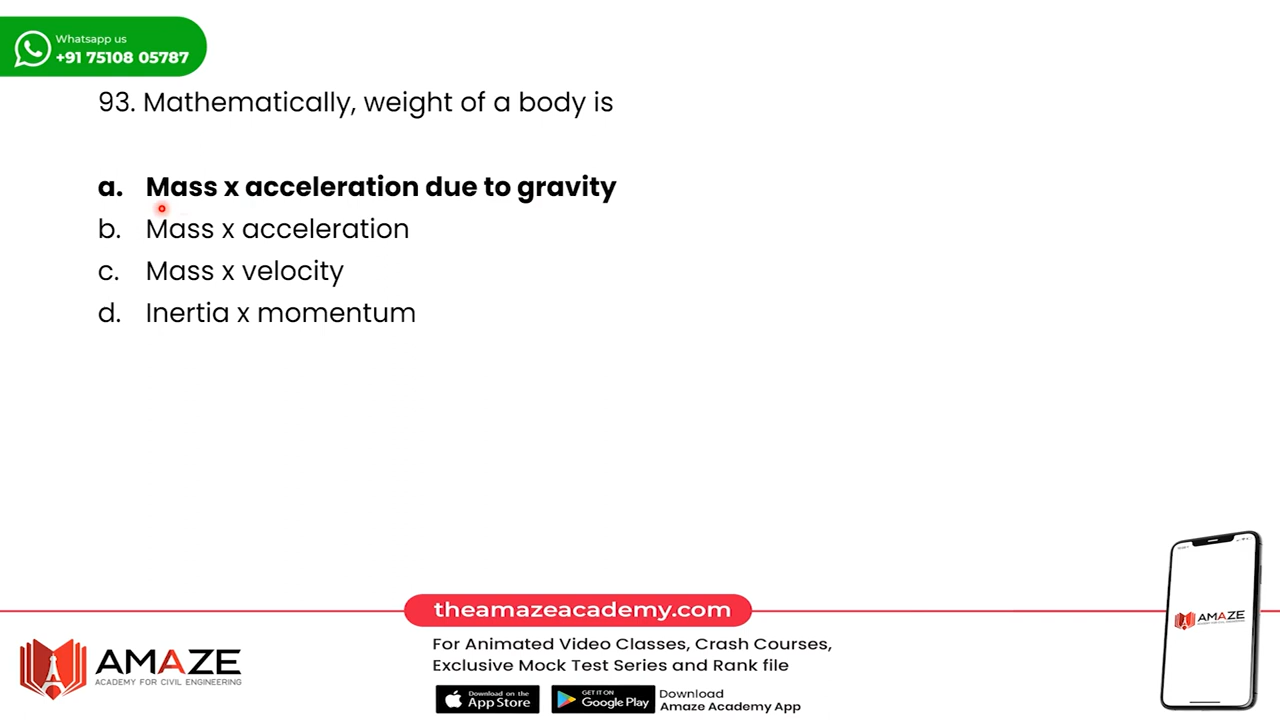 Whatsapp us
+91 75108 05787
93. Mathematically, weight of a body is
a. Mass x acceleration due to gravity
b. Mass x acceleration
c. Mass x velocity
d. Inertia x momentum
theamazeacademy.com
For Animated Video Classes, Crash Courses,
Exclusive Mock Test Series and Rank file
AMAZE
ACADEMY FOR CIVIL ENGINEERING
Download on the
App Store
GET IT ON
Google Play
Download
Amaze Academy App
AMAZE